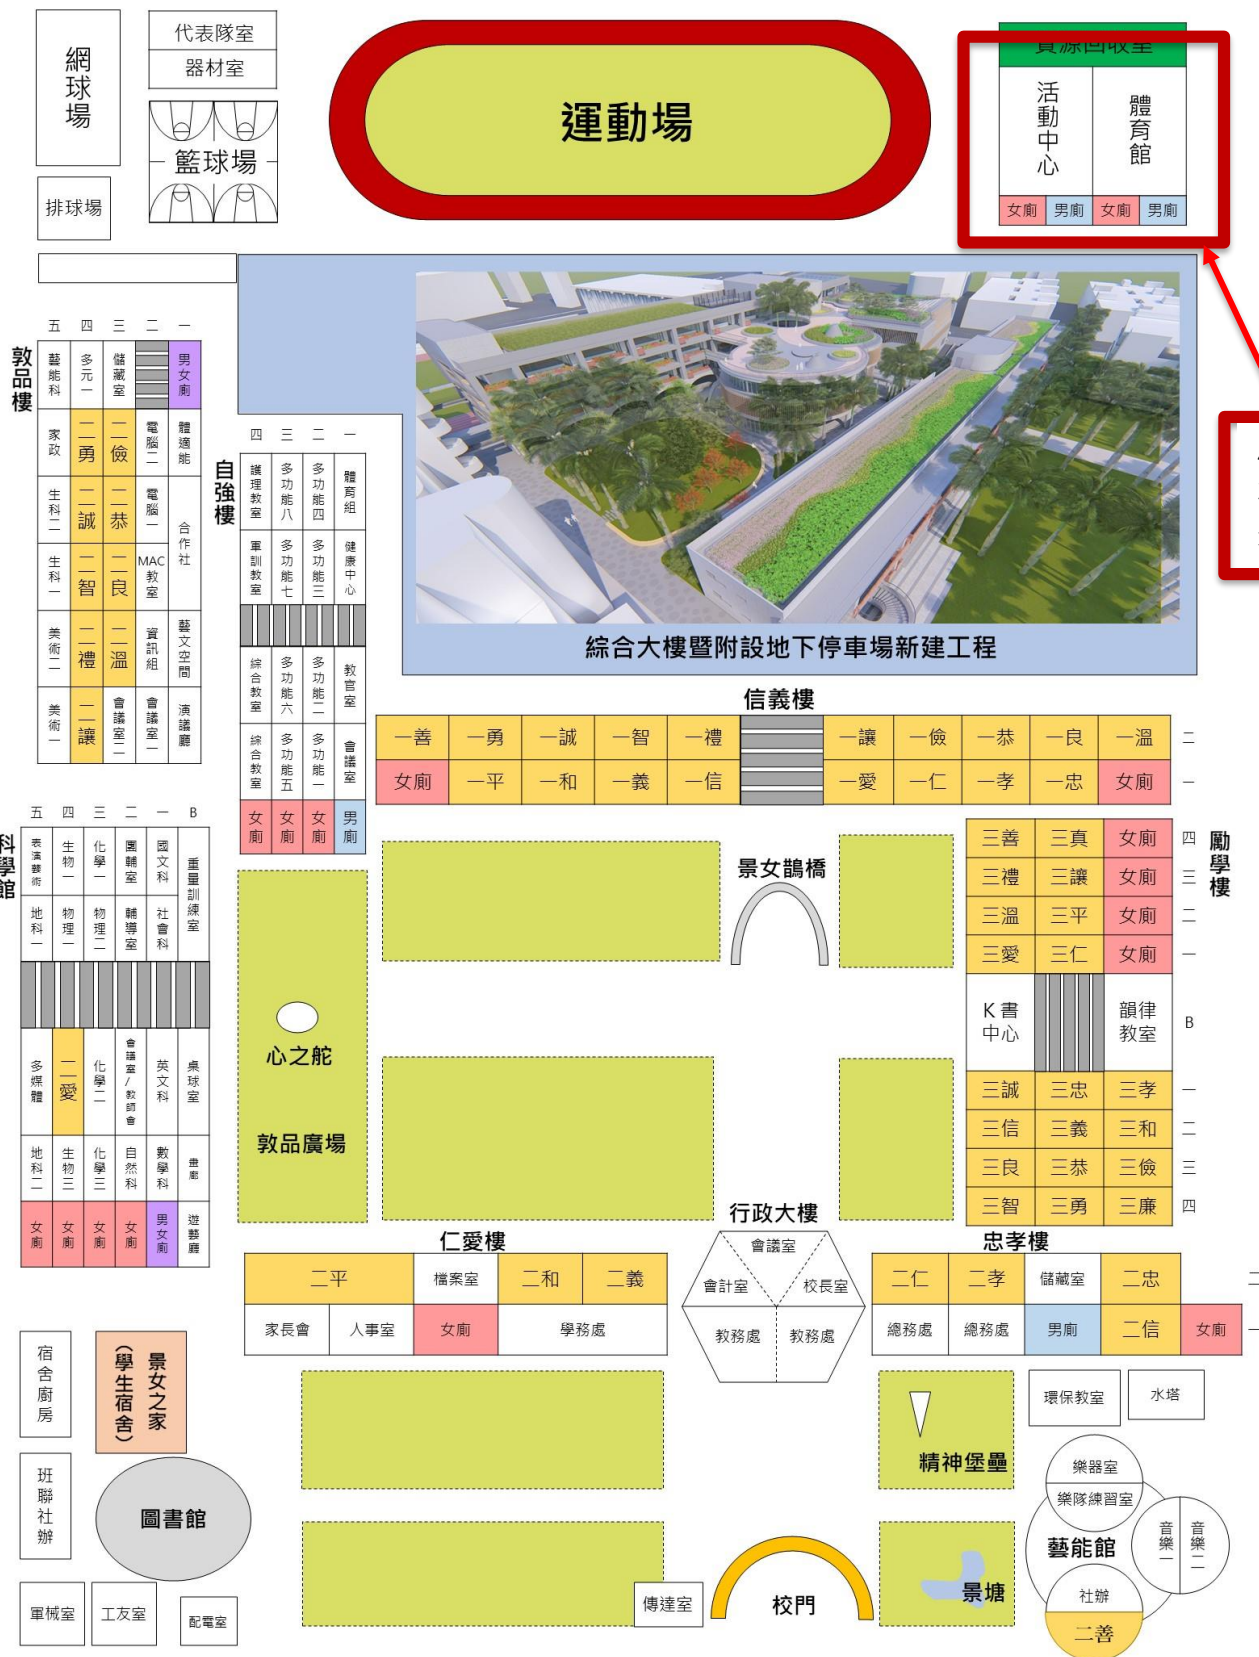 代表隊室
器材室
網球場
籃球場
排球場
運動場
資源回收室
活動中心
體育館
女廁 男廁 女廁 男廁
綜合大樓暨附設地下停車場新建工程
敦品樓
五 四 三 二 一
藝能科 多元一 儲藏室 男女廁
家政 二勇 二儉 電腦二 體適能
生科二 二誠 二恭 電腦一 合作社
生科一 二智 二良 MAC教室
美術二 二禮 二溫 資訊組 藝文空間
美術一 二讓 會議室二 會議室一 演議廳
自強樓
四 三 二 一
護理教室 多功能八 多功能四 體育組
軍訓教室 多功能七 多功能三 健康中心
綜合教室 多功能六 多功能二 教官室
綜合教室 多功能五 多功能一 會議室
女廁 女廁 女廁 男廁
信義樓
一善 一勇 一誠 一智 一禮 一讓 一儉 一恭 一良 一溫 二
女廁 一平 一和 一義 一信 一愛 一仁 一孝 一忠 女廁 一
科學館
五 四 三 二 一 B
表演藝術 生物一 化學一 團輔室 國文科 重量訓練室
地科一 物理一 物理二 輔導室 社會科
多媒體 二愛 化學二 會議室/教師會 英文科 桌球室
地科二 生物三 化學三 自然科 數學科 畫廊
女廁 女廁 女廁 女廁 男女廁 遊藝廳
景女鵲橋
心之舵
敦品廣場
勵學樓
三善 三真 女廁 四
三禮 三讓 女廁 三
三溫 三平 女廁 二
三愛 三仁 女廁 一
K書中心 韻律教室 B
三誠 三忠 三孝 一
三信 三義 三和 二
三良 三恭 三儉 三
三智 三勇 三廉 四
仁愛樓
二平 檔案室 二和 二義
家長會 人事室 女廁 學務處
行政大樓
會議室
會計室 校長室
教務處 教務處
忠孝樓
二仁 二孝 儲藏室 二忠 二
總務處 總務處 男廁 二信 女廁 一
宿舍廚房
景女之家
(學生宿舍)
班聯社辦
圖書館
軍械室 工友室 配電室
傳達室
校門
精神堡壘
景塘
環保教室
水塔
樂器室
樂隊練習室
藝能館
音樂一 音樂二
社辦
二善